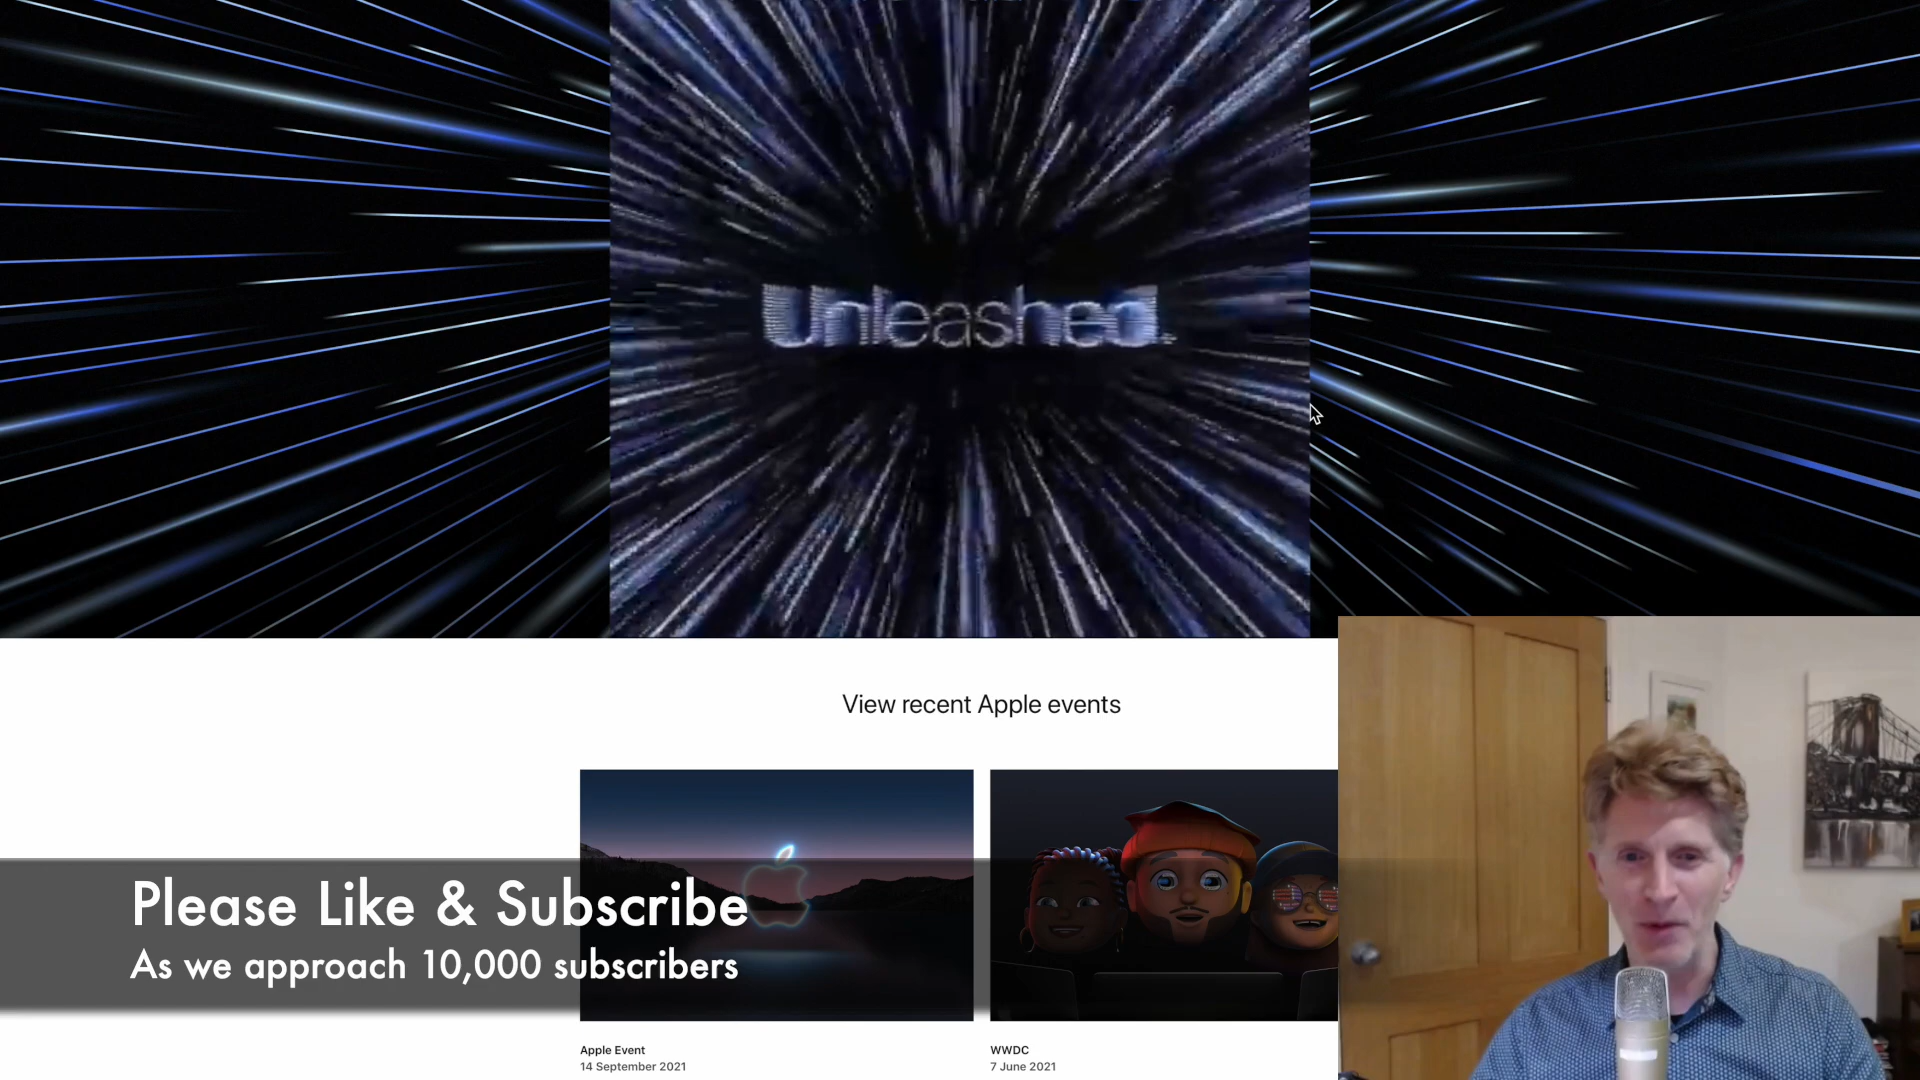 Unleashed.
View recent Apple events
Please Like & Subscribe
As we approach 10,000 subscribers
Apple Event
14 September 2021
WWDC
7 June 2021